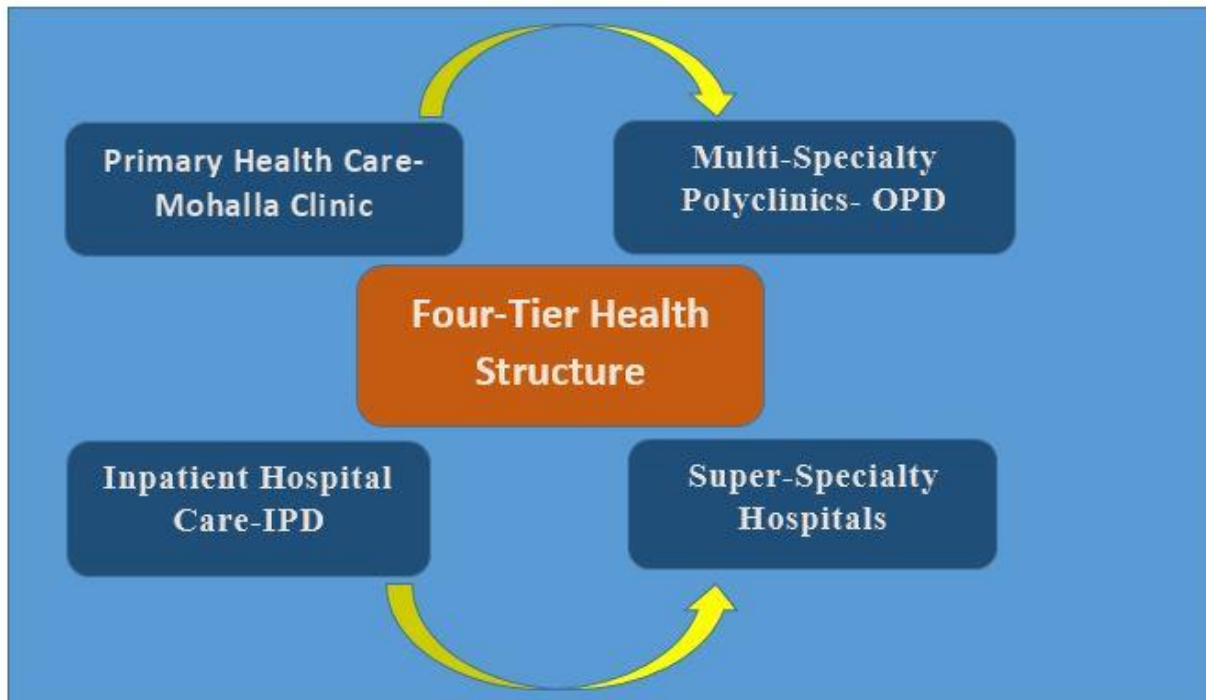 Primary Health Care-
Mohalla Clinic
Multi-Specialty
Polyclinics- OPD
Four-Tier Health
Structure
Inpatient Hospital
Care-IPD
Super-Specialty
Hospitals